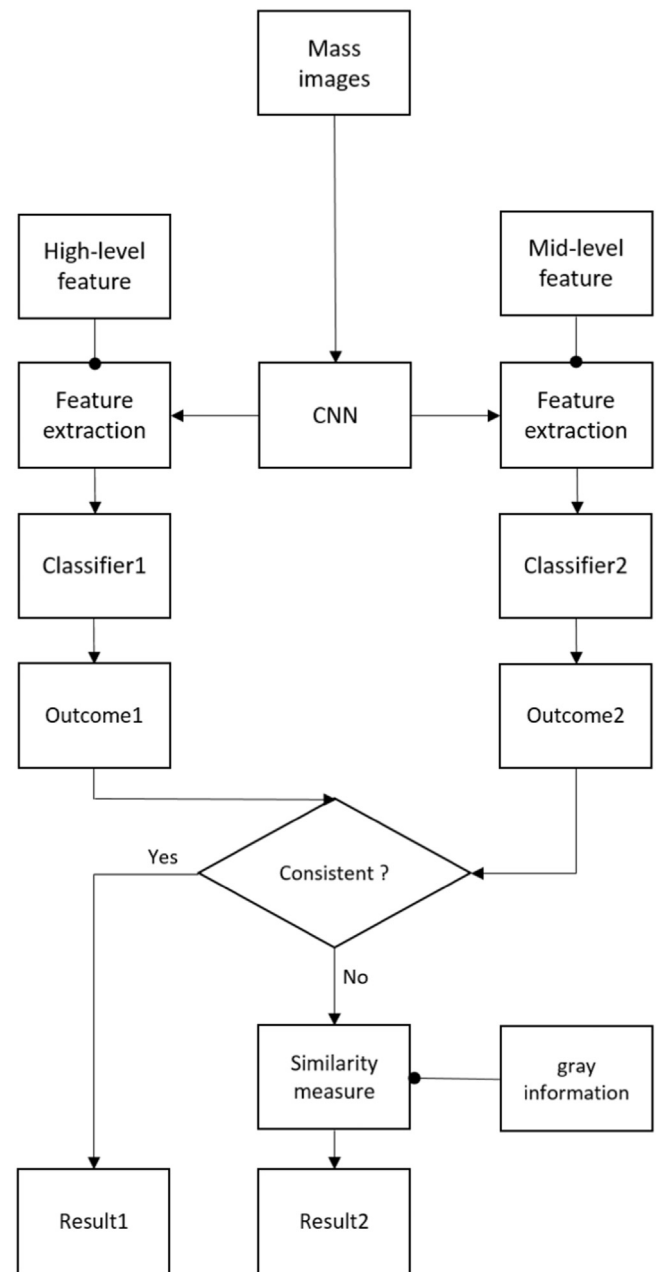 Mass
images
High-level
feature
Mid-level
feature
Feature
extraction
CNN
Feature
extraction
Classifier1
Classifier2
Outcome1
Outcome2
Yes
Consistent ?
No
Similarity
measure
gray
information
Result1
Result2